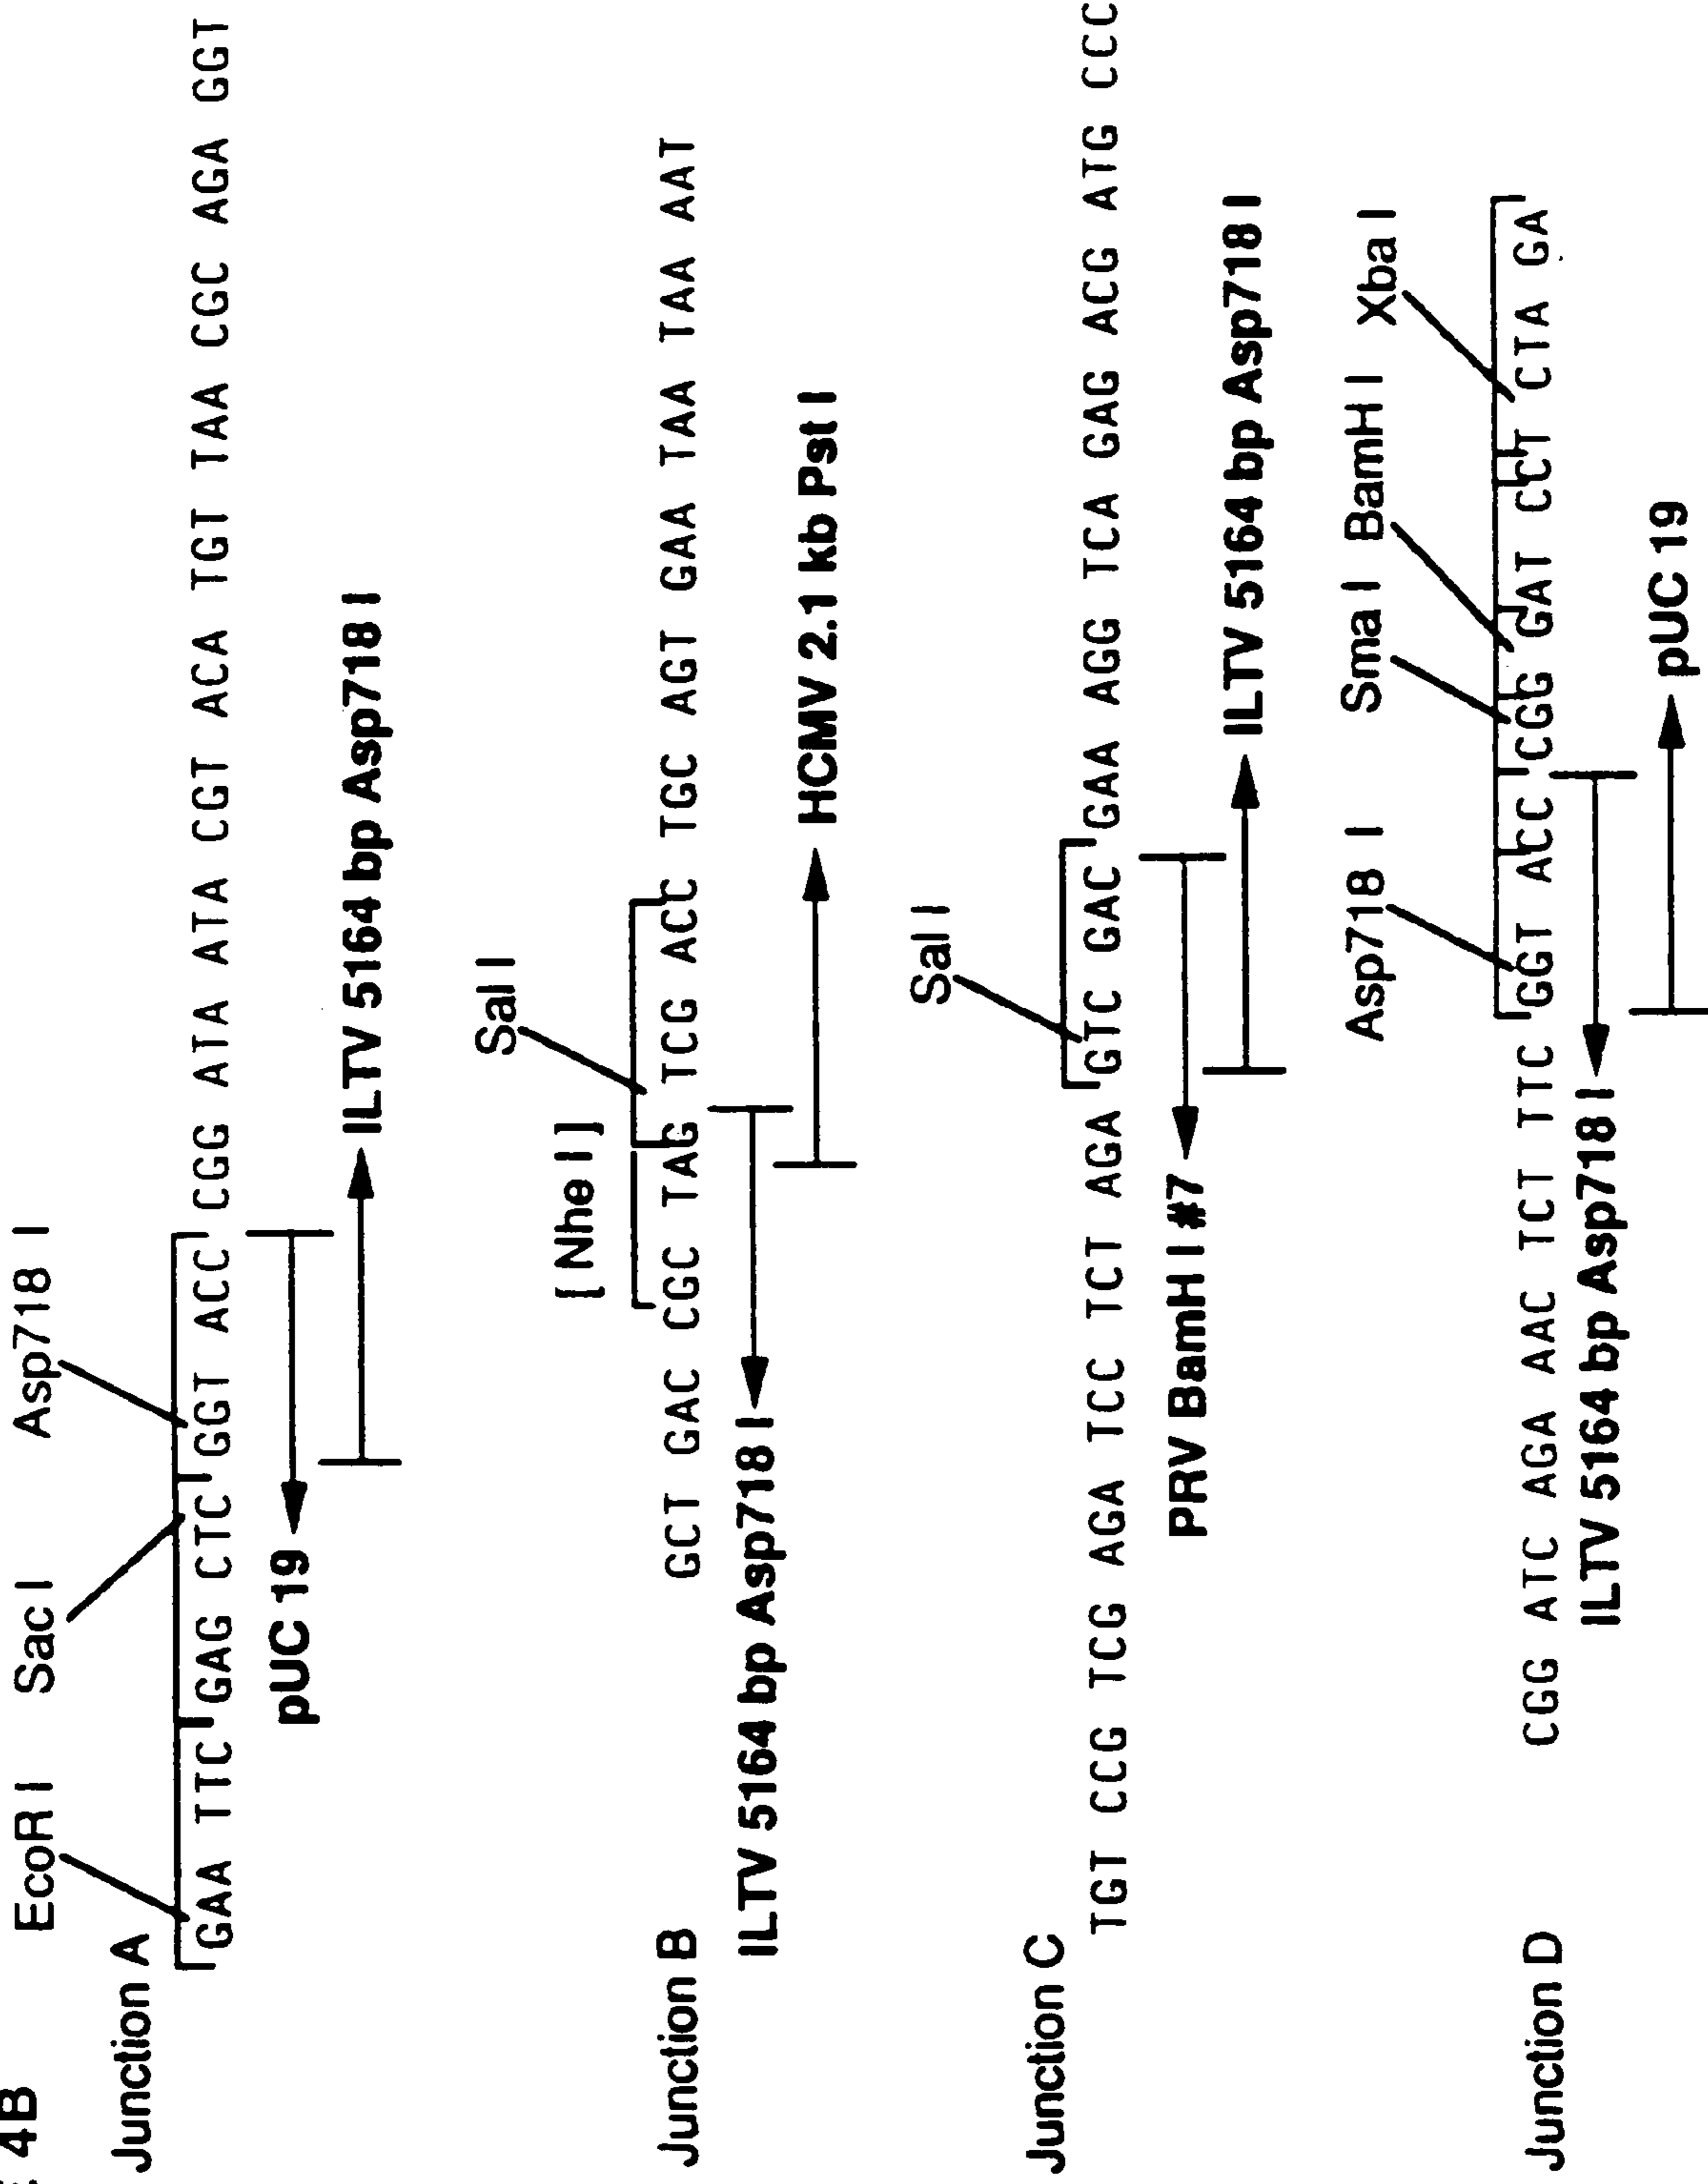 4B
EcoRI SacI Asp718 I
Junction A
GAA TTC GAG CTC GGT ACC CGG ATA ATA CGT ACA TGT TAA CGC AGA GGT
pUC 19
ILTV 5164 bp Asp718 I
[ Nhe I ] Sal I
Junction B
GCT GAC CGC TAG TCG ACC TGC AGT GAA TAA TAA AAT
ILTV 5164 bp Asp718 I
HCMV 2.1 kb Pst I
Sal I
Junction C
TGT CCG TCG AGA TCC TCT AGA GTC GAC GAA AGG TCA GAG ACG ATG CCC
PRV BamH I #7
ILTV 5164 bp Asp718 I
Asp718 I Sma I BamH I Xba I
Junction D
CGG ATC AGA AAC TCT TTC GGT ACC CGG GAT CCT CTA GA
ILTV 5164 bp Asp718 I
pUC 19